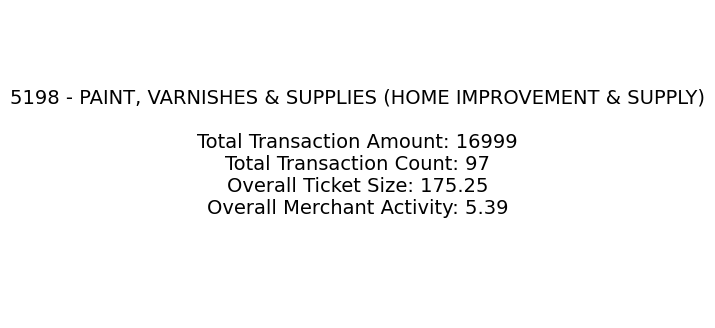 5198 - PAINT, VARNISHES & SUPPLIES (HOME IMPROVEMENT & SUPPLY)
Total Transaction Amount: 16999
Total Transaction Count: 97
Overall Ticket Size: 175.25
Overall Merchant Activity: 5.39